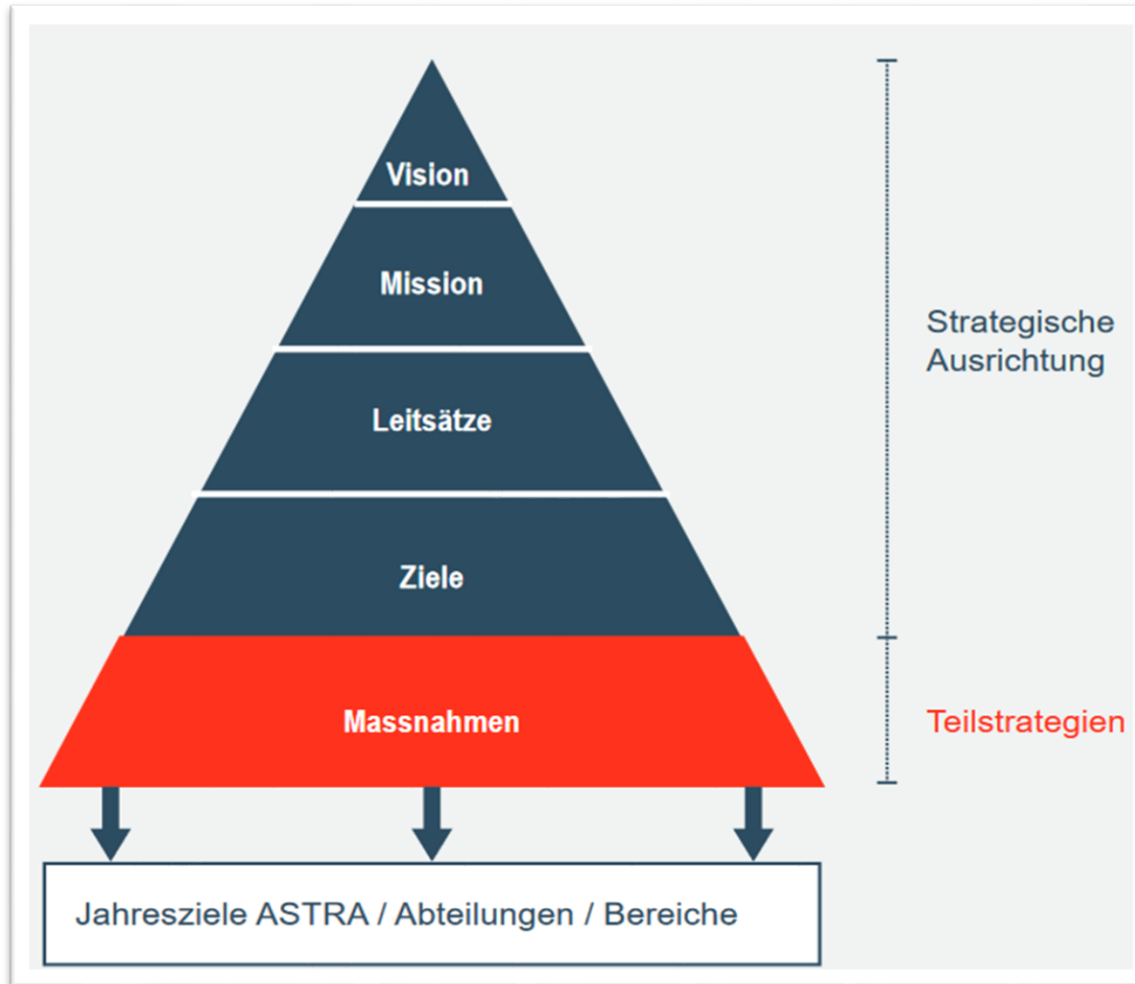 Vision
Mission
Leitsätze
Ziele
Massnahmen
Strategische
Ausrichtung
Teilstrategien
Jahresziele ASTRA / Abteilungen / Bereiche